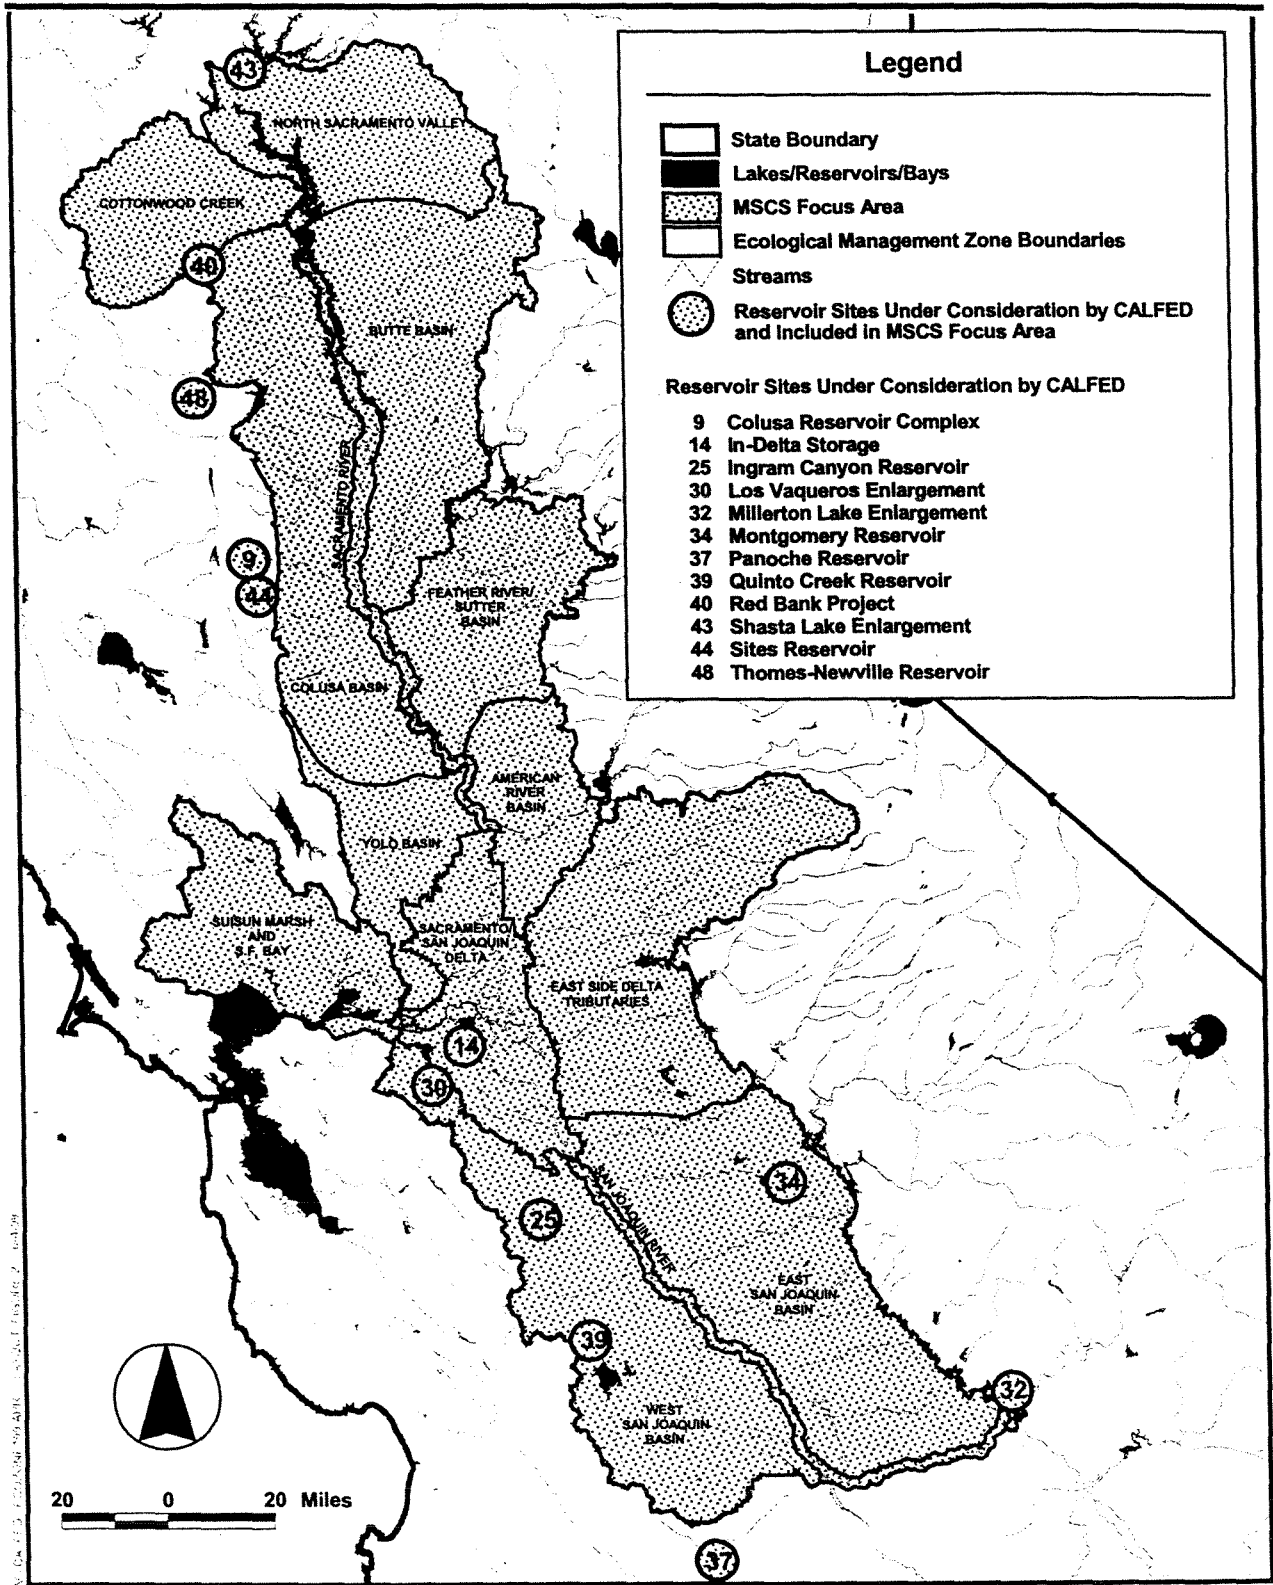 Legend
State Boundary
Lakes/Reservoirs/Bays
MSCS Focus Area
Ecological Management Zone Boundaries
Streams
Reservoir Sites Under Consideration by CALFED
and Included in MSCS Focus Area
Reservoir Sites Under Consideration by CALFED
9 Colusa Reservoir Complex
14 In-Delta Storage
25 Ingram Canyon Reservoir
30 Los Vaqueros Enlargement
32 Millerton Lake Enlargement
34 Montgomery Reservoir
37 Panoche Reservoir
39 Quinto Creek Reservoir
40 Red Bank Project
43 Shasta Lake Enlargement
44 Sites Reservoir
48 Thomes-Newville Reservoir
43
NORTH SACRAMENTO VALLEY
COTTONWOOD CREEK
40
BUTTE BASIN
48
SACRAMENTO RIVER
9
44
FEATHER RIVER/
SUTTER
BASIN
COLUSA BASIN
AMERICAN
RIVER
BASIN
YOLO BASIN
SUISUN MARSH
AND
S.F. BAY
SACRAMENTO/
SAN JOAQUIN
DELTA
EAST SIDE DELTA
TRIBUTARIES
14
30
34
25
SAN JOAQUIN RIVER
EAST
SAN JOAQUIN
BASIN
39
32
WEST
SAN JOAQUIN
BASIN
20 0 20 Miles
37